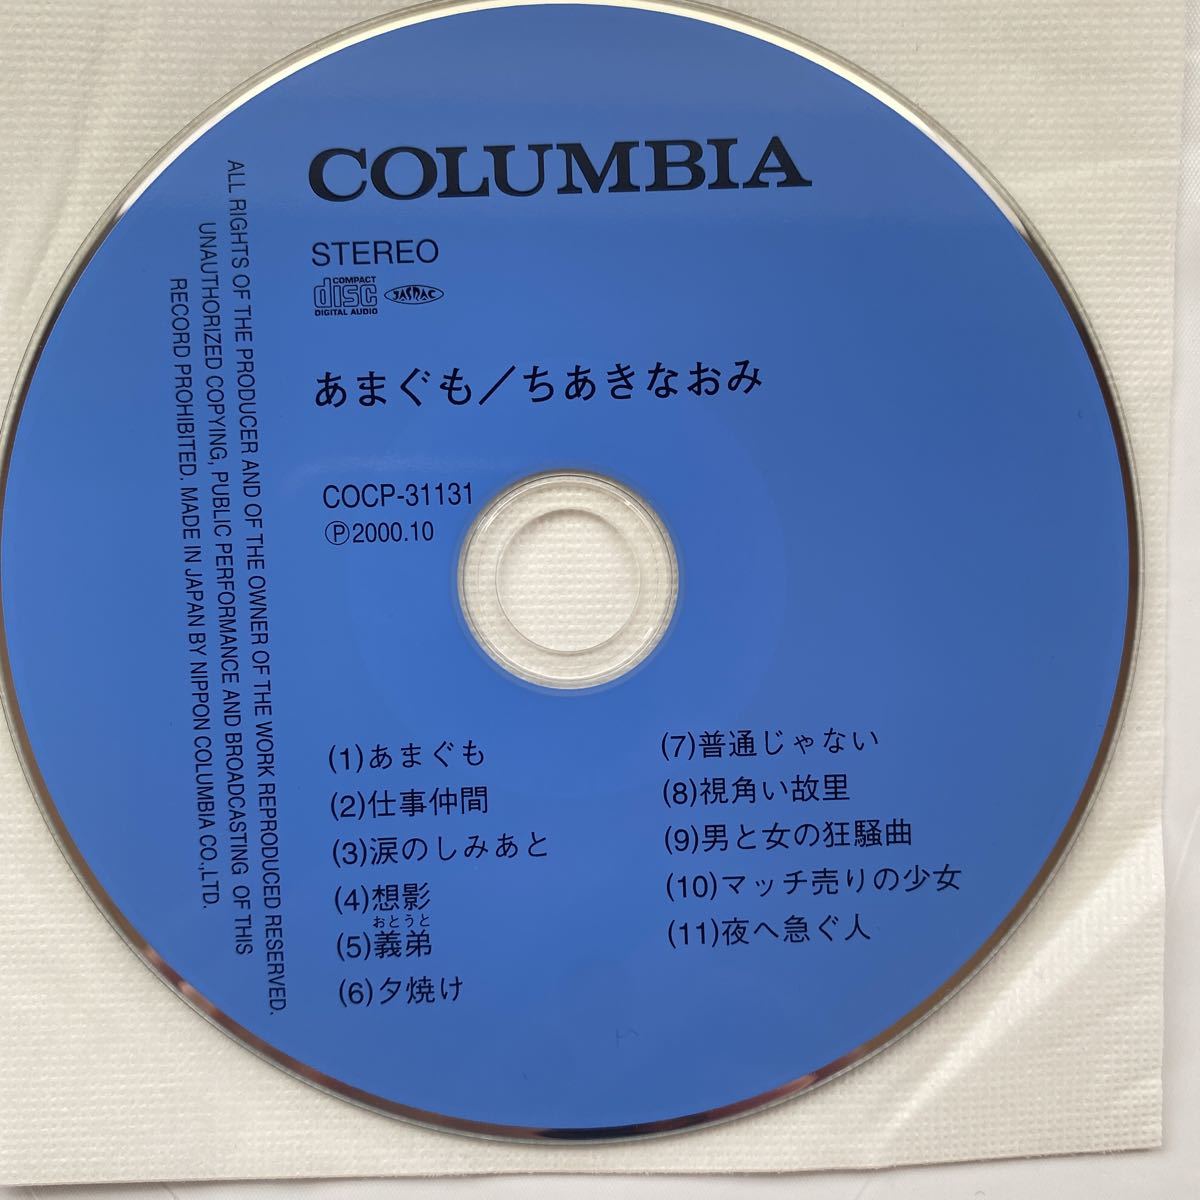 COLUMBIA
STEREO
COMPACT
disc
DIGITAL AUDIO
JASRAC
あまぐも／ちあきなおみ
COCP-31131
Ⓟ2000.10
(1)あまぐも
(2)仕事仲間
(3)涙のしみあと
(4)想影
おとうと
(5)義弟
(6)夕焼け
(7)普通じゃない
(8)視角い故里
(9)男と女の狂騒曲
(10)マッチ売りの少女
(11)夜へ急ぐ人
ALL RIGHTS OF THE PRODUCER AND OF THE OWNER OF THE WORK REPRODUCED RESERVED.
UNAUTHORIZED COPYING, PUBLIC PERFORMANCE AND BROADCASTING OF THIS
RECORD PROHIBITED. MADE IN JAPAN BY NIPPON COLUMBIA CO.,LTD.